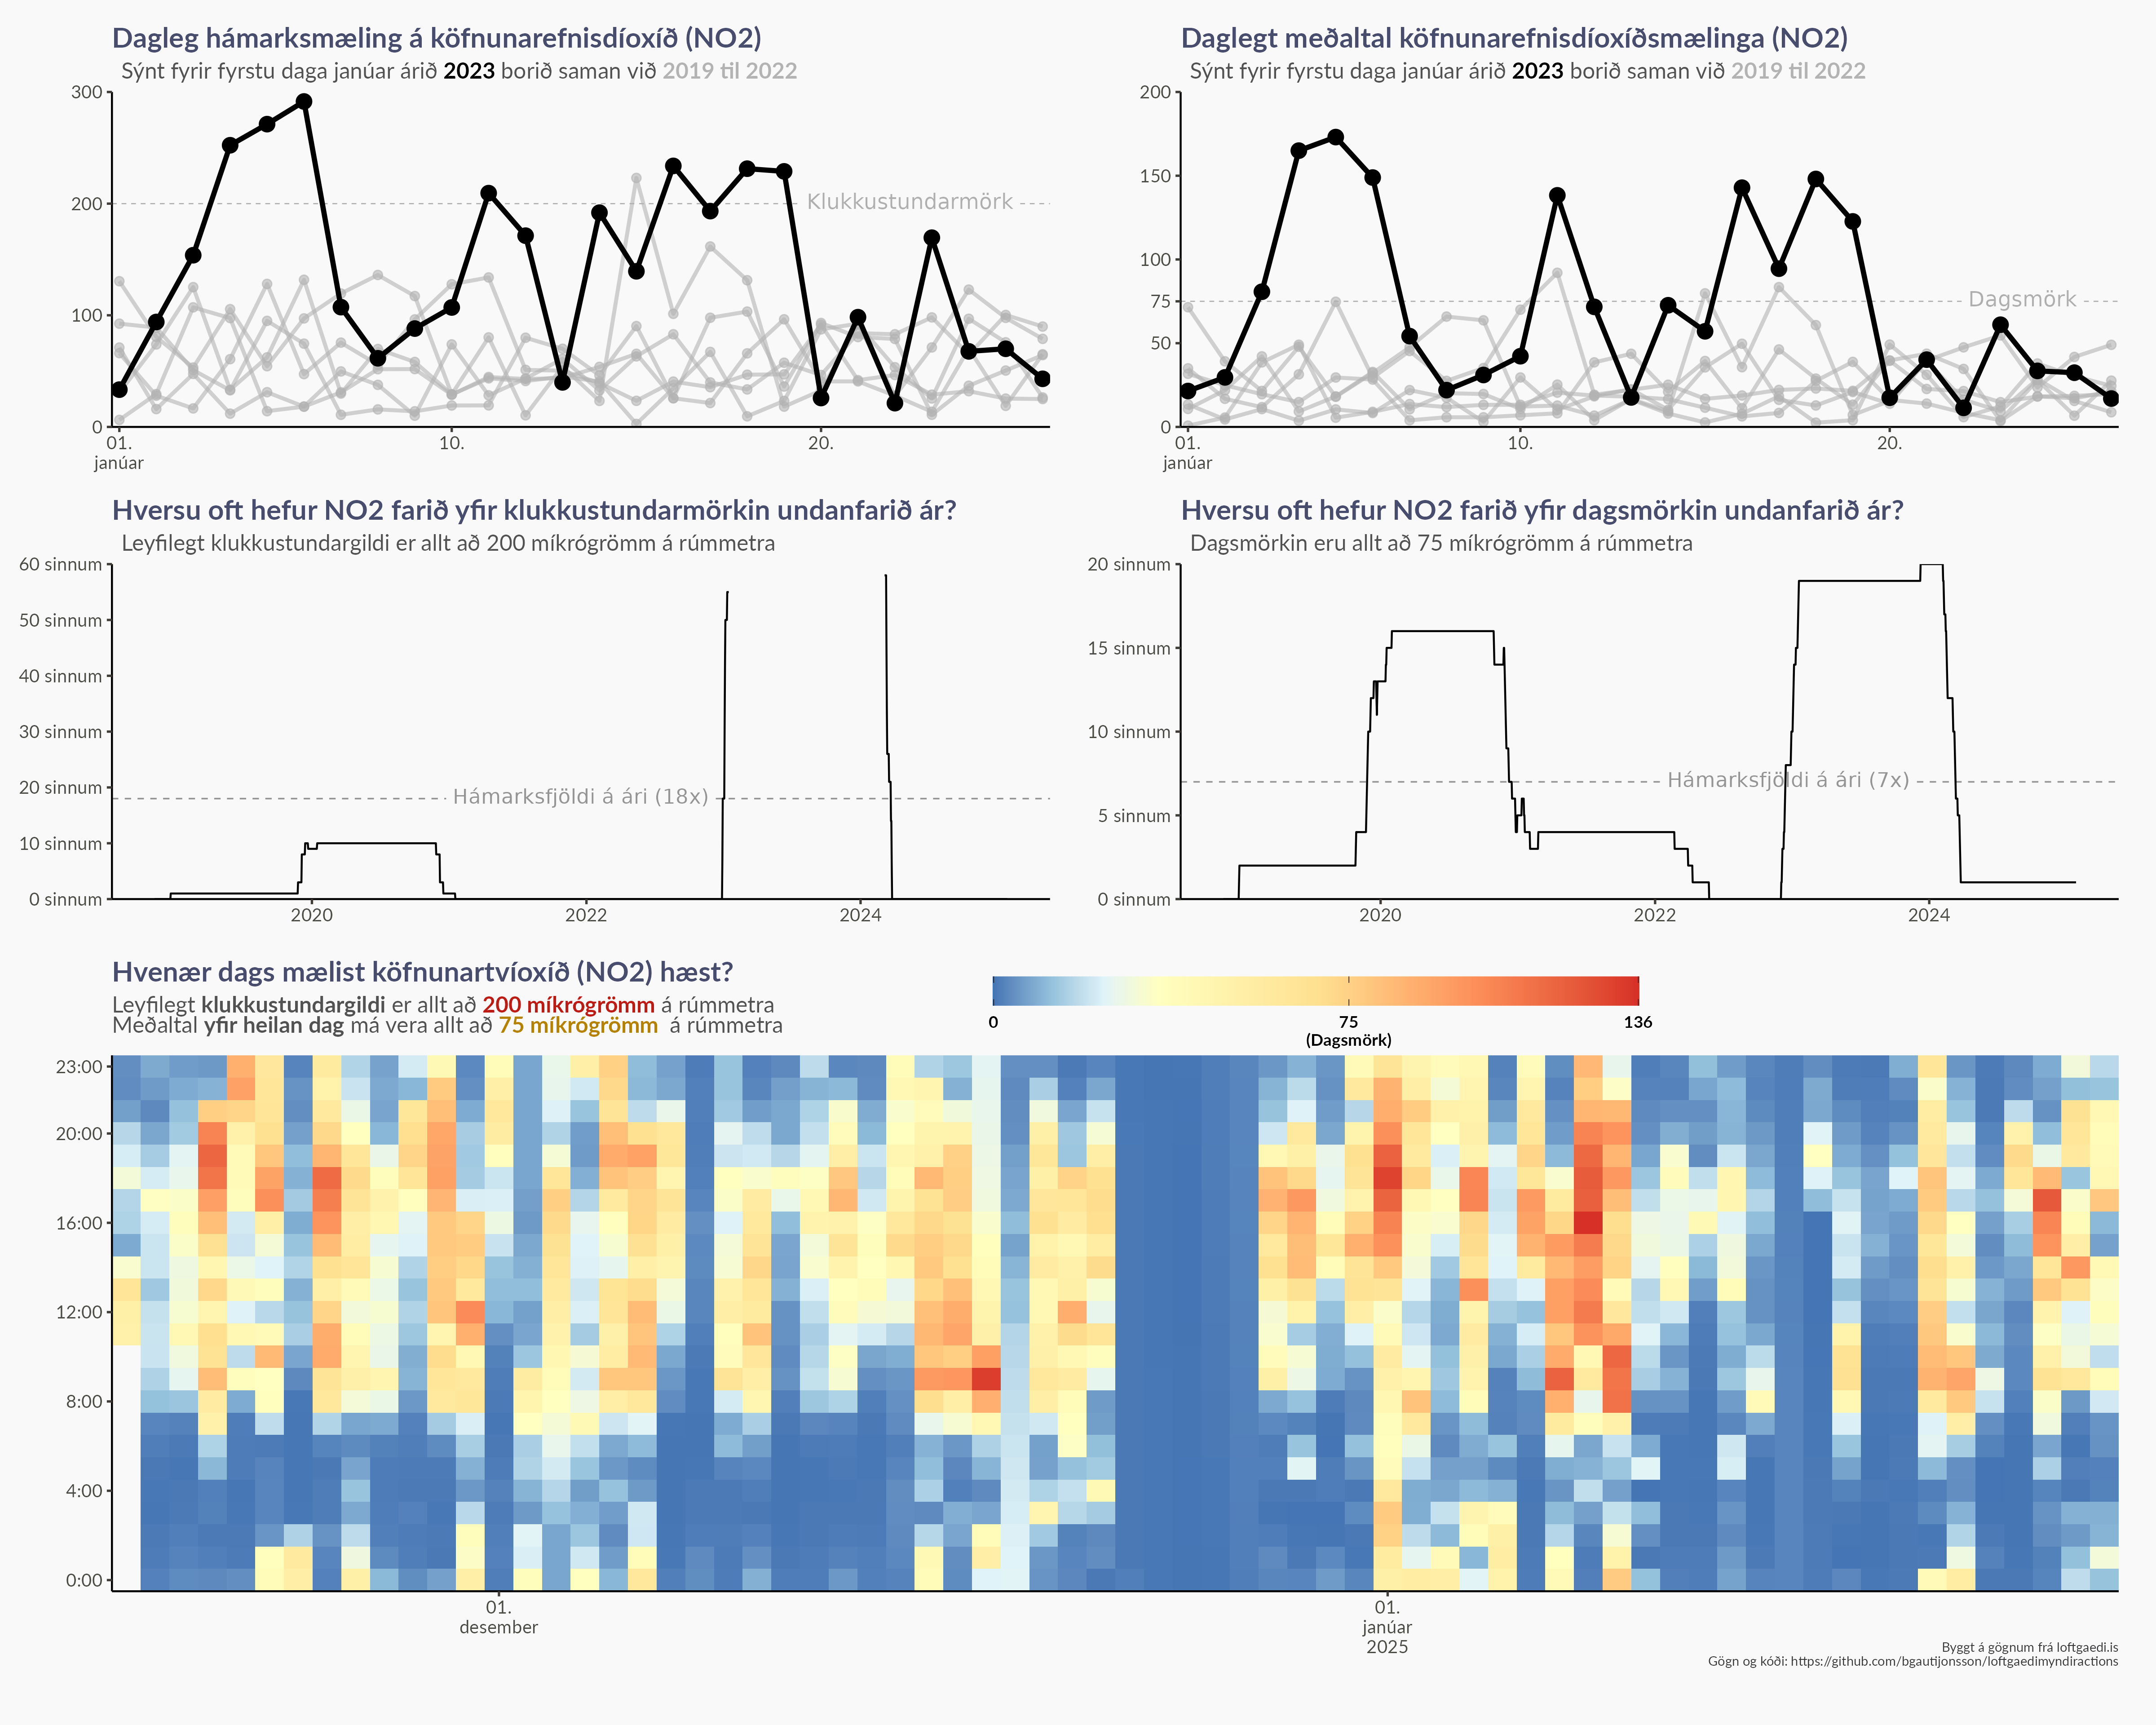 Dagleg hámarksmæling á köfnunarefnisdíoxíð (NO2)
Sýnt fyrir fyrstu daga janúar árið 2023 borið saman við 2019 til 2022
300
200
100
0
Klukkustundarmörk
01.
janúar
10.
20.
Daglegt meðaltal köfnunarefnisdíoxíðsmælinga (NO2)
Sýnt fyrir fyrstu daga janúar árið 2023 borið saman við 2019 til 2022
200
150
100
75
50
0
Dagsmörk
01.
janúar
10.
20.
Hversu oft hefur NO2 farið yfir klukkustundarmörkin undanfarið ár?
Leyfilegt klukkustundargildi er allt að 200 míkrógrömm á rúmmetra
60 sinnum
50 sinnum
40 sinnum
30 sinnum
20 sinnum
10 sinnum
0 sinnum
Hámarksfjöldi á ári (18x)
2020
2022
2024
Hversu oft hefur NO2 farið yfir dagsmörkin undanfarið ár?
Dagsmörkin eru allt að 75 míkrógrömm á rúmmetra
20 sinnum
15 sinnum
10 sinnum
5 sinnum
0 sinnum
Hámarksfjöldi á ári (7x)
2020
2022
2024
Hvenær dags mælist köfnunartvíoxíð (NO2) hæst?
Leyfilegt klukkustundargildi er allt að 200 míkrógrömm á rúmmetra
Meðaltal yfir heilan dag má vera allt að 75 míkrógrömm á rúmmetra
0
75
136
(Dagsmörk)
23:00
20:00
16:00
12:00
8:00
4:00
0:00
01.
desember
01.
janúar
2025
Byggt á gögnum frá loftgaedi.is
Gögn og kóði: https://github.com/bgautijonsson/loftgaedimyndiractions